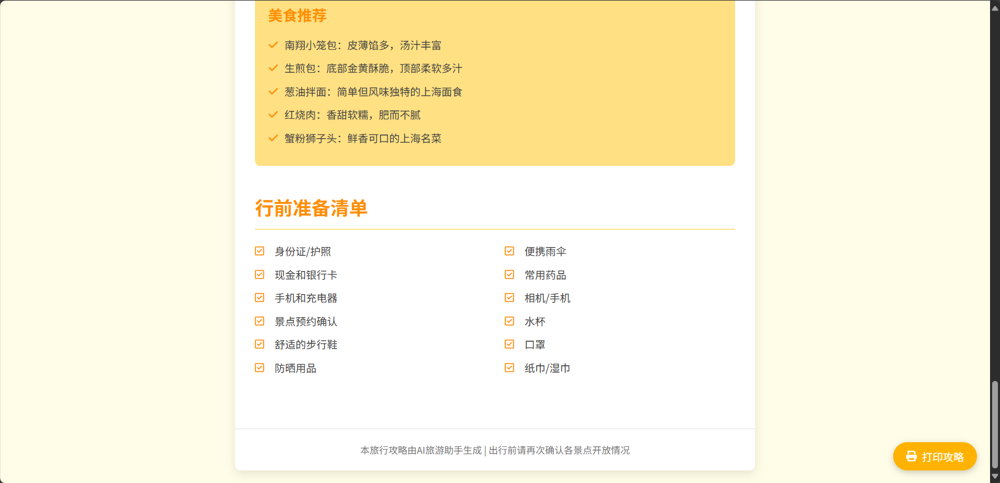 美食推荐
南翔小笼包：皮薄馅多，汤汁丰富
生煎包：底部金黄酥脆，顶部柔软多汁
葱油拌面：简单但风味独特的上海面食
红烧肉：香甜软糯，肥而不腻
蟹粉狮子头：鲜香可口的上海名菜
行前准备清单
身份证/护照
现金和银行卡
手机和充电器
景点预约确认
舒适的步行鞋
防晒用品
便携雨伞
常用药品
相机/手机
水杯
口罩
纸巾/湿巾
本旅行攻略由AI旅游助手生成 | 出行前请再次确认各景点开放情况
打印攻略